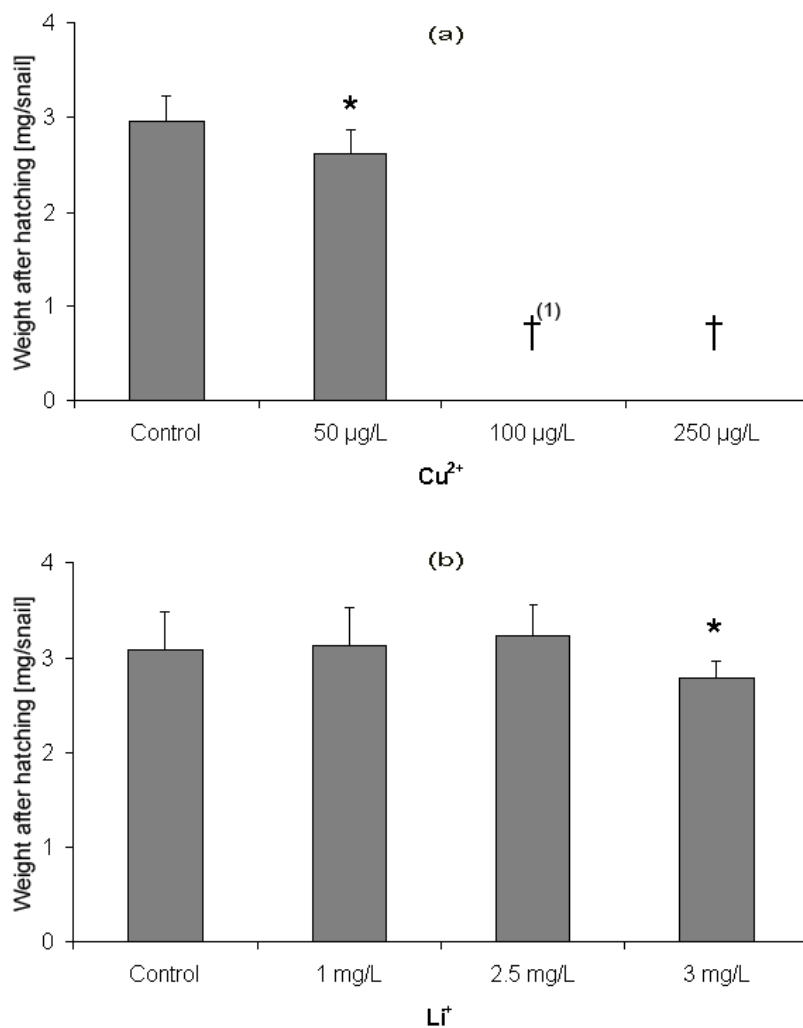 (a)
Weight after hatching [mg/snail]
4
3
2
1
0
*
†(1)
†
Control
50 µg/L
100 µg/L
250 µg/L
Cu²⁺
(b)
Weight after hatching [mg/snail]
4
3
2
1
0
*
Control
1 mg/L
2.5 mg/L
3 mg/L
Li⁺